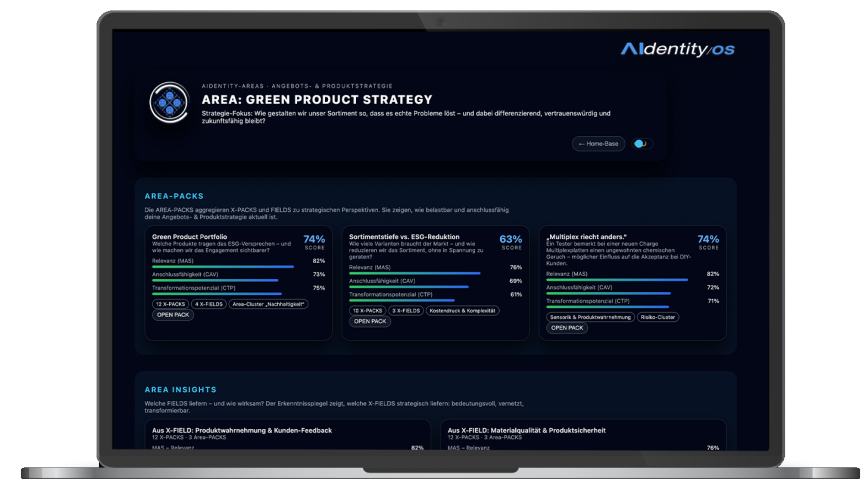 AIdentity/OS
AIDENTITY-AREAS · ANGEBOTS- & PRODUKTSTRATEGIE
AREA: GREEN PRODUCT STRATEGY
Strategie-Fokus: Wie gestalten wir unser Sortiment so, dass es echte Probleme löst – und dabei differenzierend, vertrauenswürdig und
zukunftsfähig bleibt?
← Home-Base
AREA-PACKS
Die AREA-PACKS aggregieren X-PACKS und FIELDS zu strategischen Perspektiven. Sie zeigen, wie belastbar und anschlussfähig
deine Angebots- & Produktstrategie aktuell ist.
Green Product Portfolio
Welche Produkte tragen das ESG-Versprechen – und
wie machen wir das Engagement sichtbarer?
74%
SCORE
Relevanz (MAS) 82%
Anschlussfähigkeit (CAV) 73%
Transformationspotenzial (CTP) 75%
12 X-PACKS
4 X-FIELDS
Area-Cluster „Nachhaltigkeit"
OPEN PACK
Sortimentstiefe vs. ESG-Reduktion
Wie viele Varianten braucht der Markt – und wie
reduzieren wir das Sortiment, ohne in Spannung zu
geraten?
63%
SCORE
Relevanz (MAS) 76%
Anschlussfähigkeit (CAV) 69%
Transformationspotenzial (CTP) 61%
10 X-PACKS
3 X-FIELDS
Kostendruck & Komplexität
OPEN PACK
„Multiplex riecht anders."
Ein Tester bemerkt bei einer neuen Charge
Multiplexplatten einen ungewohnten chemischen
Geruch – möglicher Einfluss auf die Akzeptanz bei DIY-
Kunden.
74%
SCORE
Relevanz (MAS) 82%
Anschlussfähigkeit (CAV) 72%
Transformationspotenzial (CTP) 71%
Sensorik & Produktwahrnehmung
Risiko-Cluster
OPEN PACK
AREA INSIGHTS
Welche FIELDS liefern – und wie wirksam? Der Erkenntnisspiegel zeigt, welche X-FIELDS strategisch liefern: bedeutungsvoll, vernetzt,
transformierbar.
Aus X-FIELD: Produktwahrnehmung & Kunden-Feedback
12 X-PACKS · 3 Area-PACKS
MAS – Relevanz 82%
Aus X-FIELD: Materialqualität & Produktsicherheit
12 X-PACKS · 3 Area-PACKS
MAS – Relevanz 76%